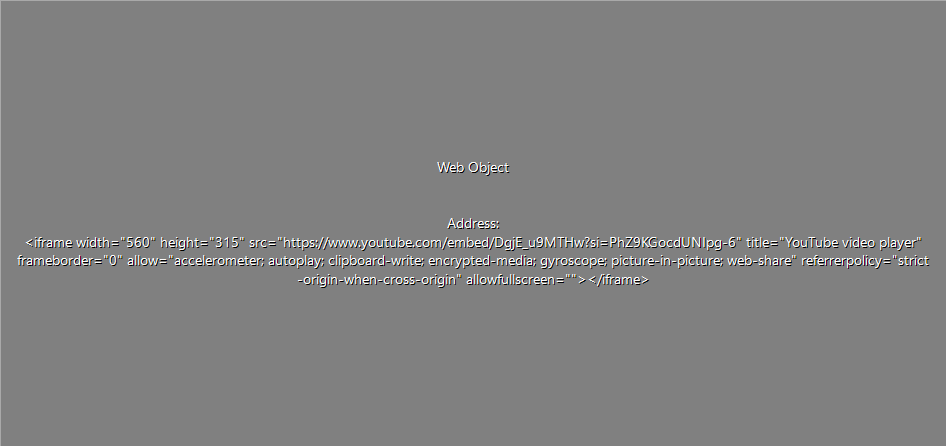 Web Object
Address:
<iframe width="560" height="315" src="https://www.youtube.com/embed/DgjE_u9MTHw?si=PhZ9KGocdUNIpg-6" title="YouTube video player"
frameborder="0" allow="accelerometer; autoplay; clipboard-write; encrypted-media; gyroscope; picture-in-picture; web-share" referrerpolicy="strict
-origin-when-cross-origin" allowfullscreen=""></iframe>